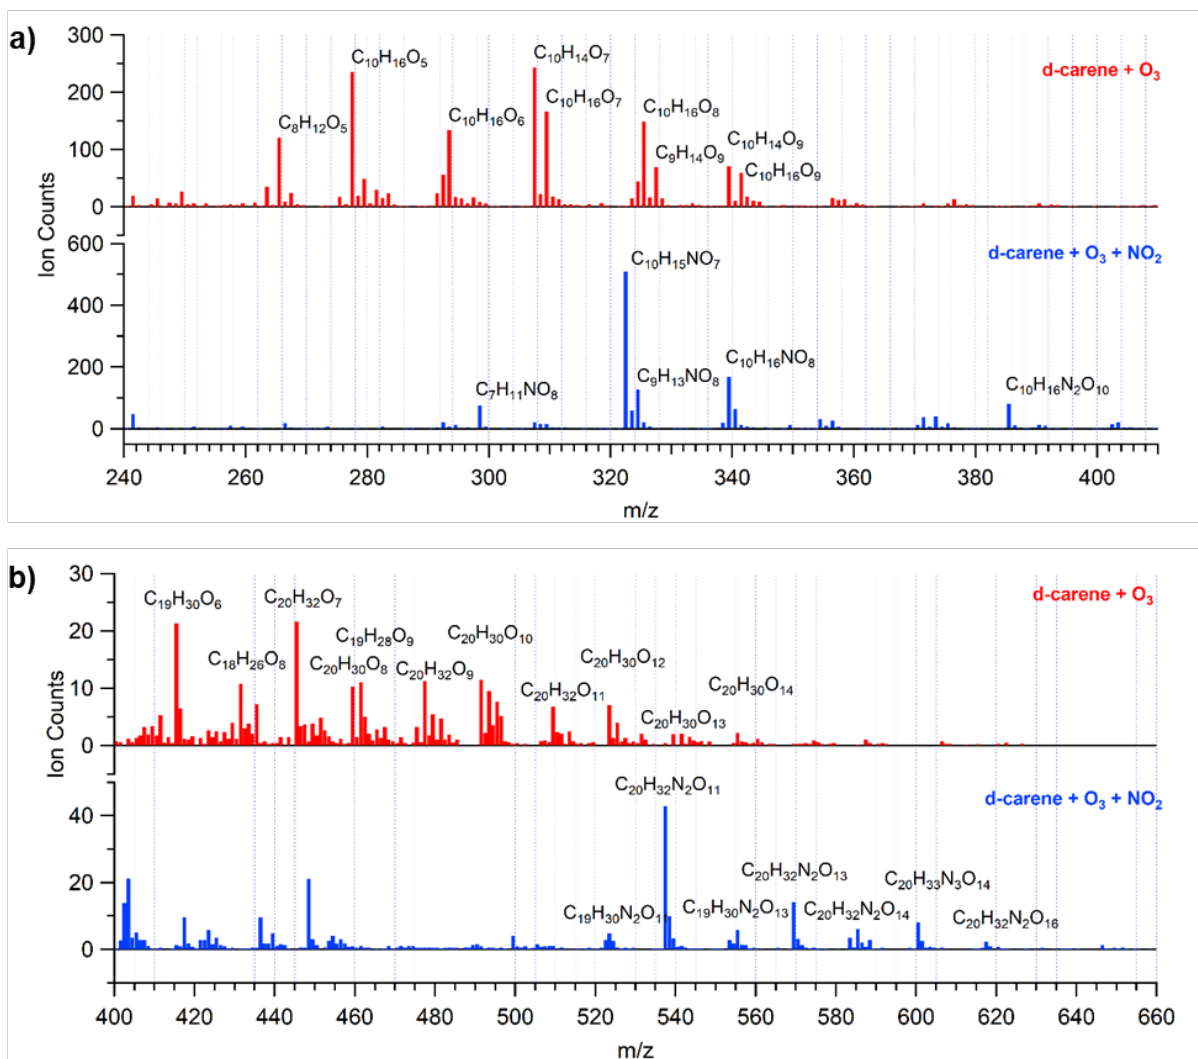 a)
300
200
100
0
C₈H₁₂O₅
C₁₀H₁₆O₅
C₁₀H₁₆O₆
C₁₀H₁₄O₇
C₁₀H₁₆O₇
C₁₀H₁₆O₈
C₉H₁₄O₉
C₁₀H₁₄O₉
C₁₀H₁₆O₉
d-carene + O₃
Ion Counts
600
400
200
0
C₇H₁₁NO₈
C₁₀H₁₅NO₇
C₉H₁₃NO₈
C₁₀H₁₆NO₈
C₁₀H₁₆N₂O₁₀
d-carene + O₃ + NO₂
240 260 280 300 320 340 360 380 400
m/z
b)
30
20
10
0
C₁₉H₃₀O₆
C₁₈H₂₆O₈
C₂₀H₃₂O₇
C₁₉H₂₈O₉
C₂₀H₃₀O₈
C₂₀H₃₂O₉
C₂₀H₃₀O₁₀
C₂₀H₃₂O₁₁
C₂₀H₃₀O₁₂
C₂₀H₃₀O₁₃
C₂₀H₃₀O₁₄
d-carene + O₃
Ion Counts
40
20
0
C₁₉H₃₀N₂O₁₁
C₂₀H₃₂N₂O₁₁
C₁₉H₃₀N₂O₁₃
C₂₀H₃₂N₂O₁₃
C₂₀H₃₂N₂O₁₄
C₂₀H₃₃N₃O₁₄
C₂₀H₃₂N₂O₁₆
d-carene + O₃ + NO₂
400 420 440 460 480 500 520 540 560 580 600 620 640 660
m/z